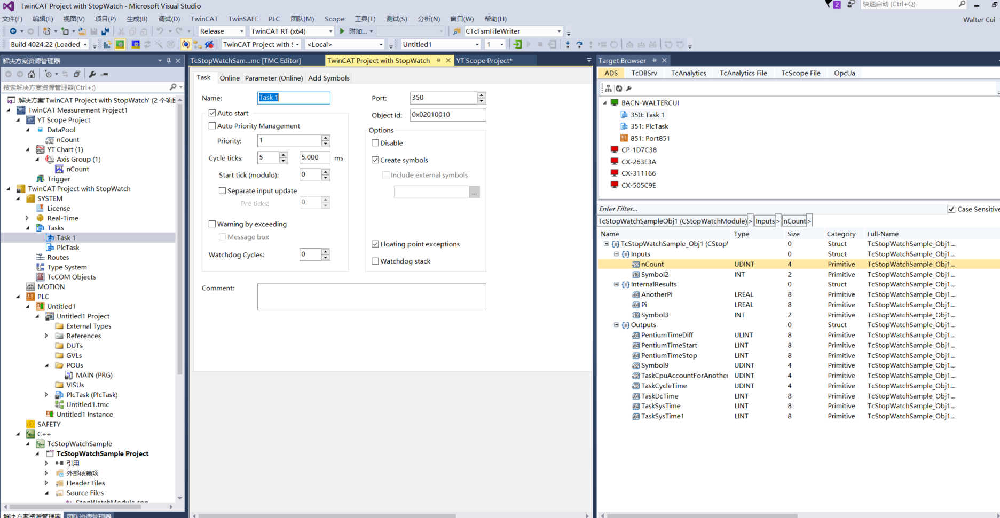 TwinCAT Project with StopWatch - Microsoft Visual Studio
2
快速启动 (Ctrl+Q)
文件(F) 编辑(E) 视图(V) 项目(P) 生成(B) 调试(D) TwinCAT TwinSAFE PLC 团队(M) Scope 工具(T) 测试(S) 分析(N) 窗口(W) 帮助(H)
Walter Cui
Release
TwinCAT RT (x64)
附加...
CTcFsmFileWriter
Build 4024.22 (Loaded
TwinCAT Project with
<Local>
Untitled1
1
解决方案资源管理器
搜索解决方案资源管理器(Ctrl+;)
解决方案'TwinCAT Project with StopWatch' (2 个项目
TwinCAT Measurement Project1
YT Scope Project
DataPool
nCount
YT Chart (1)
Axis Group (1)
nCount
Trigger
TwinCAT Project with StopWatch
SYSTEM
License
Real-Time
Tasks
Task 1
PlcTask
Routes
Type System
TcCOM Objects
MOTION
PLC
Untitled1
Untitled1 Project
External Types
References
DUTs
GVLs
POUs
MAIN (PRG)
VISUs
PlcTask (PlcTask)
Untitled1.tmc
Untitled1 Instance
SAFETY
C++
TcStopWatchSample
TcStopWatchSample Project
引用
外部依赖项
Header Files
Source Files
StopWatchModule.cpp
解决方案资源管理器 团队资源管理器
TcStopWatchSam...mc [TMC Editor]
TwinCAT Project with StopWatch
YT Scope Project*
Task Online Parameter (Online) Add Symbols
Name: Task 1
Port: 350
Auto start
Object Id: 0x02010010
Auto Priority Management
Options
Priority: 1
Disable
Cycle ticks: 5 5.000 ms
Create symbols
Start tick (modulo): 0
Include external symbols
Separate input update
...
Pre ticks: 0
Warning by exceeding
Message box
Floating point exceptions
Watchdog Cycles: 0
Watchdog stack
Comment:
Target Browser
ADS TcDBSrv TcAnalytics TcAnalytics File TcScope File OpcUa
BACN-WALTERCUI
350: Task 1
351: PlcTask
851: Port851
CP-1D7C38
CX-263E3A
CX-311166
CX-505C9E
Enter Filter...
Case Sensitive
TcStopWatchSampleObj1 (CStopWatchModule) > Inputs > nCount >
Name Type Size Category Full-Name
TcStopWatchSample_Obj1 (CStop 0 Struct TcStopWatchSample_Obj1...
Inputs 0 Struct TcStopWatchSample_Obj1...
nCount UDINT 4 Primitive TcStopWatchSample_Obj1...
Symbol2 INT 2 Primitive TcStopWatchSample_Obj1...
InternalResults 0 Struct TcStopWatchSample_Obj1...
AnotherPi LREAL 8 Primitive TcStopWatchSample_Obj1...
Pi LREAL 8 Primitive TcStopWatchSample_Obj1...
Symbol3 INT 2 Primitive TcStopWatchSample_Obj1...
Outputs 0 Struct TcStopWatchSample_Obj1...
PentiumTimeDiff ULINT 8 Primitive TcStopWatchSample_Obj1...
PentiumTimeStart LINT 8 Primitive TcStopWatchSample_Obj1...
PentiumTimeStop LINT 8 Primitive TcStopWatchSample_Obj1...
Symbol9 UDINT 4 Primitive TcStopWatchSample_Obj1...
TaskCpuAccountForAnother UDINT 4 Primitive TcStopWatchSample_Obj1...
TaskCycleTime UDINT 4 Primitive TcStopWatchSample_Obj1...
TaskDcTime LINT 8 Primitive TcStopWatchSample_Obj1...
TaskSysTime LINT 8 Primitive TcStopWatchSample_Obj1...
TaskSysTime1 LINT 8 Primitive TcStopWatchSample_Obj1...